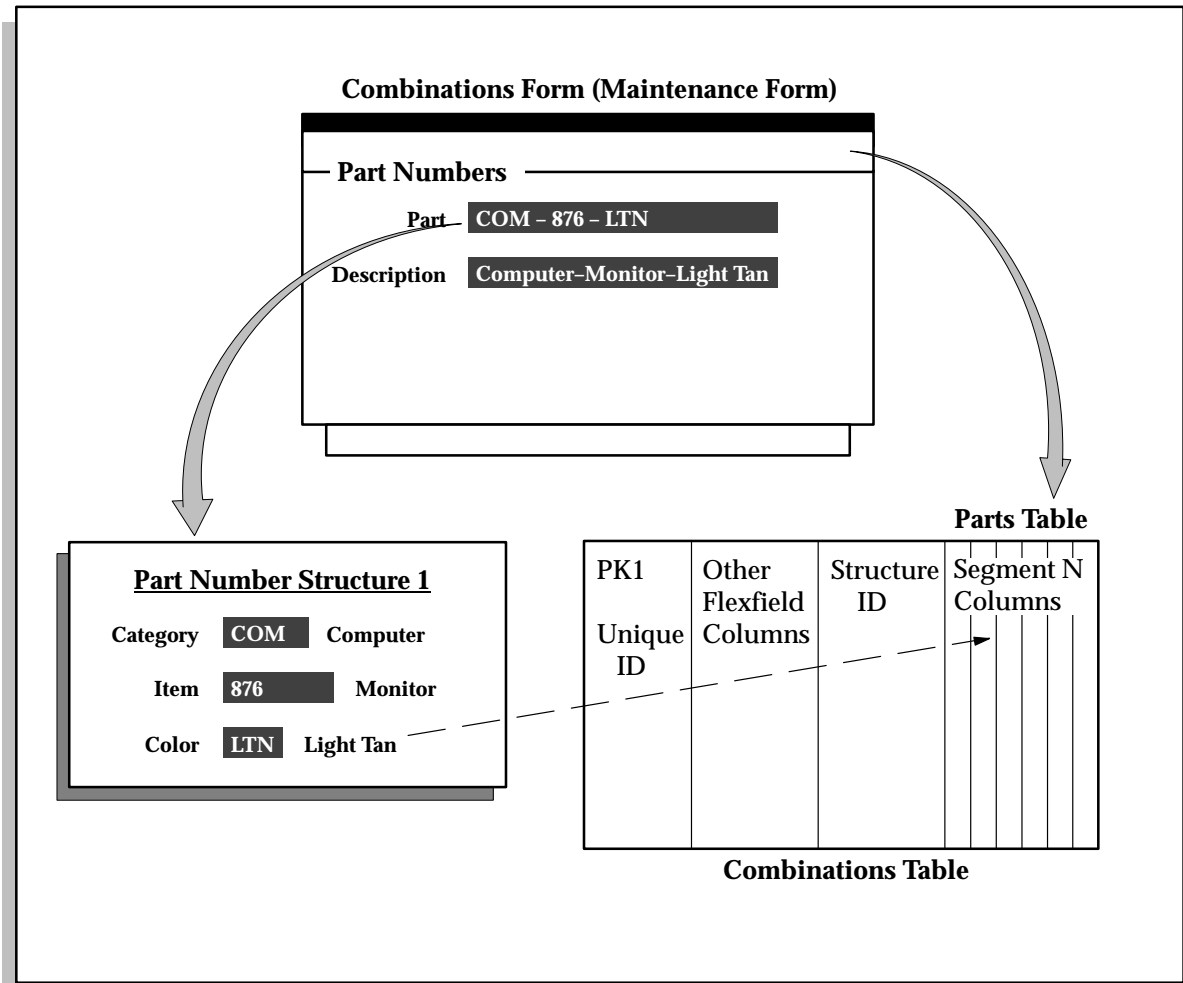 Combinations Form (Maintenance Form)
Part Numbers
Part COM – 876 – LTN
Description Computer–Monitor–Light Tan
Part Number Structure 1
Category COM Computer
Item 876 Monitor
Color LTN Light Tan
Parts Table
PK1 Other Structure Segment N
Flexfield ID Columns
Unique Columns
ID
Combinations Table